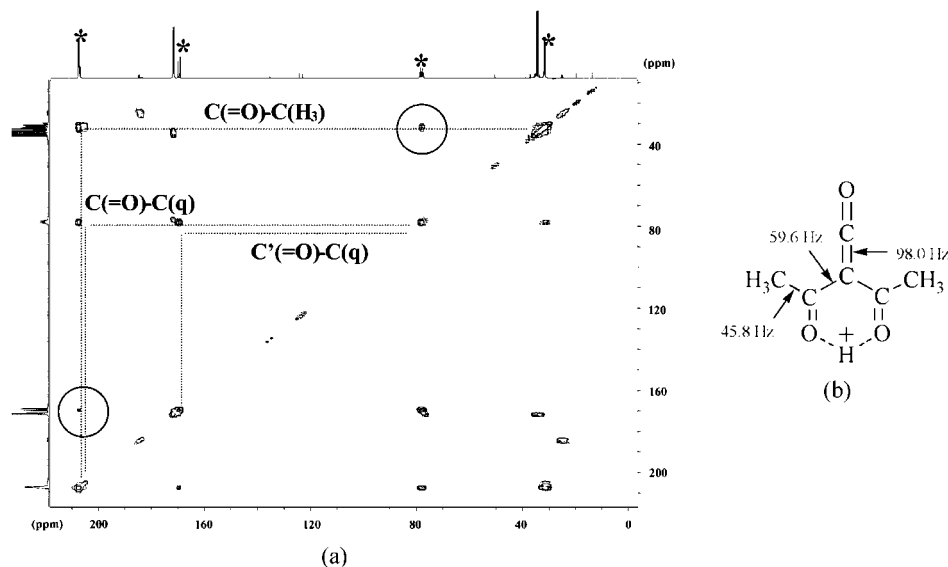 * * * *
(ppm)
(ppm)
C(=O)-C(H₃)
40
C(=O)-C(q)
80
C'(=O)-C(q)
120
160
200
(ppm)
200
160
120
80
40
0
(a)
O
C
59.6 Hz
98.0 Hz
C
H₃C
CH₃
C
C
45.8 Hz
O
+
O
H
(b)